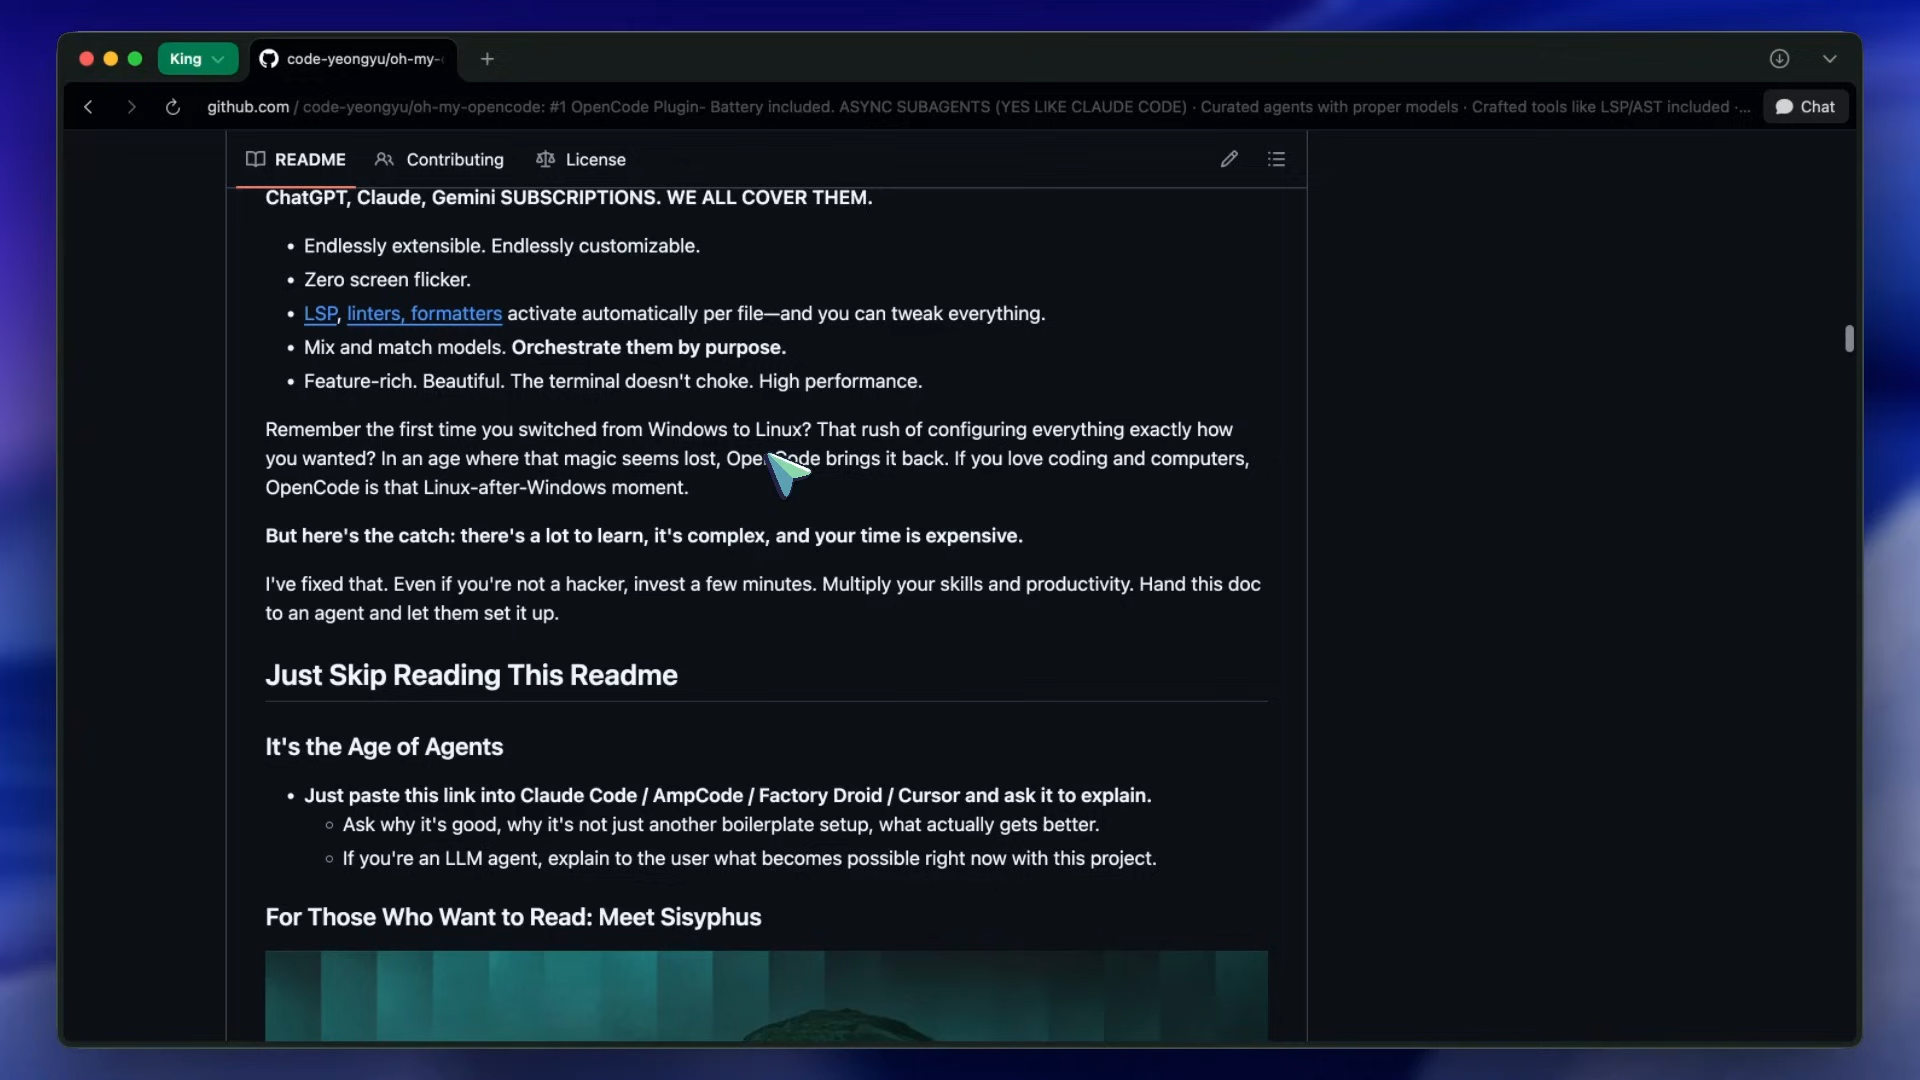 King
code-yeongyu/oh-my-
github.com / code-yeongyu/oh-my-opencode: #1 OpenCode Plugin- Battery included. ASYNC SUBAGENTS (YES LIKE CLAUDE CODE) · Curated agents with proper models · Crafted tools like LSP/AST included ·...
Chat
README
Contributing
License
ChatGPT, Claude, Gemini SUBSCRIPTIONS. WE ALL COVER THEM.
• Endlessly extensible. Endlessly customizable.
• Zero screen flicker.
• LSP, linters, formatters activate automatically per file—and you can tweak everything.
• Mix and match models. Orchestrate them by purpose.
• Feature-rich. Beautiful. The terminal doesn't choke. High performance.
Remember the first time you switched from Windows to Linux? That rush of configuring everything exactly how
you wanted? In an age where that magic seems lost, OpenCode brings it back. If you love coding and computers,
OpenCode is that Linux-after-Windows moment.
But here's the catch: there's a lot to learn, it's complex, and your time is expensive.
I've fixed that. Even if you're not a hacker, invest a few minutes. Multiply your skills and productivity. Hand this doc
to an agent and let them set it up.
Just Skip Reading This Readme
It's the Age of Agents
• Just paste this link into Claude Code / AmpCode / Factory Droid / Cursor and ask it to explain.
◦ Ask why it's good, why it's not just another boilerplate setup, what actually gets better.
◦ If you're an LLM agent, explain to the user what becomes possible right now with this project.
For Those Who Want to Read: Meet Sisyphus